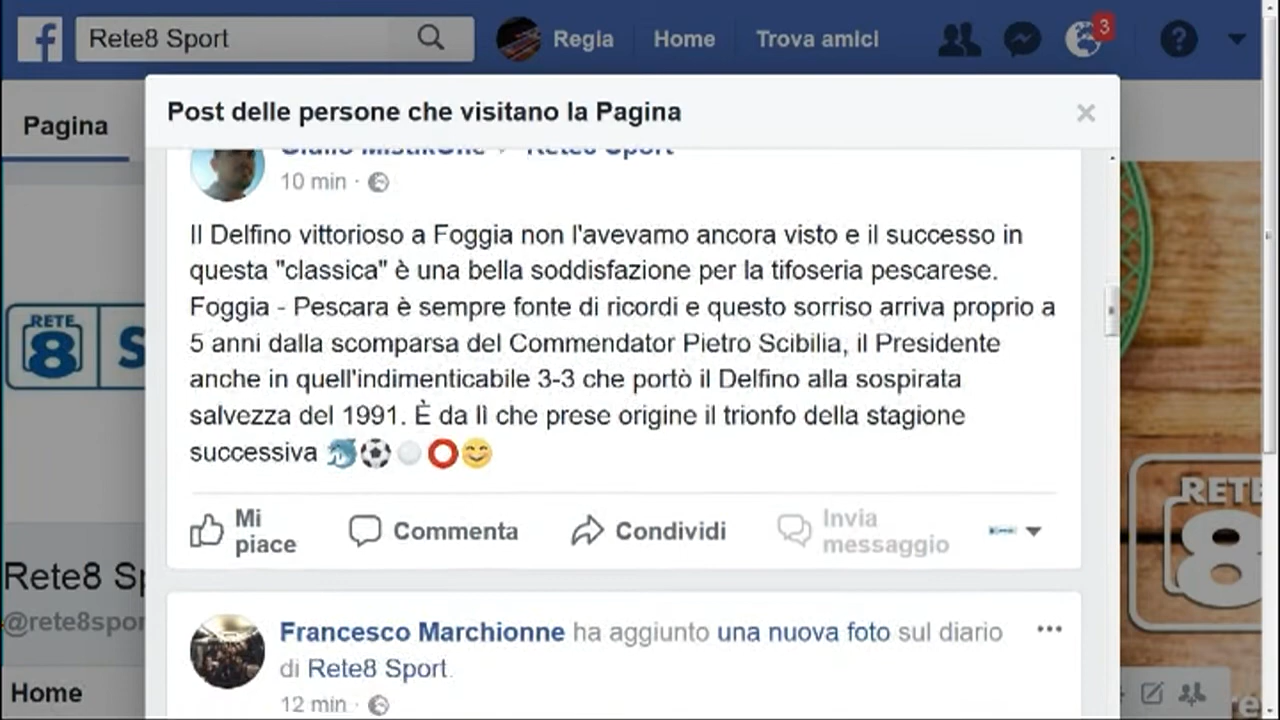 Rete8 Sport
Regia
Home
Trova amici
3
?
Pagina
Post delle persone che visitano la Pagina
Rete8 Sport
10 min ·
Il Delfino vittorioso a Foggia non l'avevamo ancora visto e il successo in
questa "classica" è una bella soddisfazione per la tifoseria pescarese.
Foggia - Pescara è sempre fonte di ricordi e questo sorriso arriva proprio a
5 anni dalla scomparsa del Commendator Pietro Scibilia, il Presidente
anche in quell'indimenticabile 3-3 che portò il Delfino alla sospirata
salvezza del 1991. È da lì che prese origine il trionfo della stagione
successiva 🐬⚽⚪⭕😊
Mi
piace
Commenta
Condividi
Invia
messaggio
Francesco Marchionne ha aggiunto una nuova foto sul diario
di Rete8 Sport.
12 min ·
RETE
8
S
Rete8 Sp
@rete8spor
Home
RETE
8